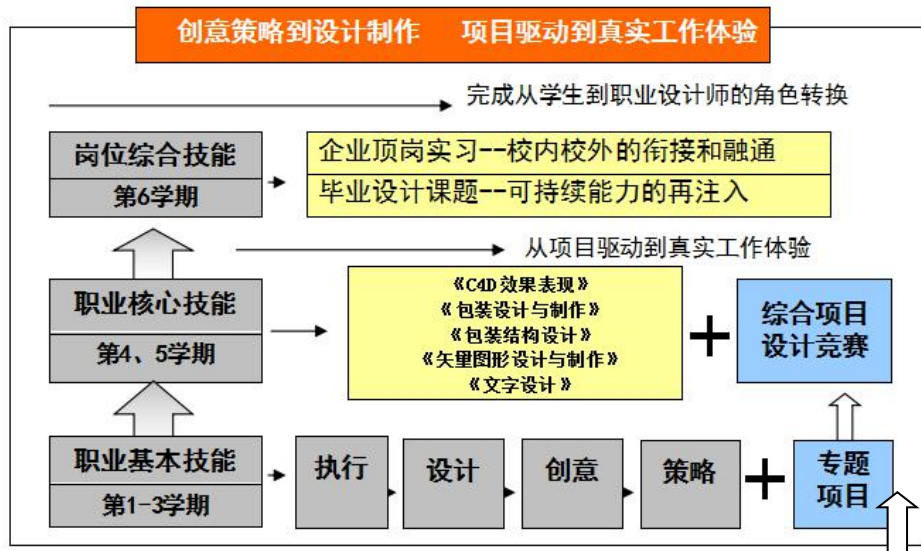 创意策略到设计制作 项目驱动到真实工作体验
完成从学生到职业设计师的角色转换
岗位综合技能
第6学期
企业顶岗实习--校内校外的衔接和融通
毕业设计课题--可持续能力的再注入
从项目驱动到真实工作体验
职业核心技能
第4、5学期
《C4D效果表现》
《包装设计与制作》
《包装结构设计》
《矢量图形设计与制作》
《文字设计》
+
综合项目
设计竞赛
职业基本技能
第1-3学期
执行
设计
创意
策略
+
专题
项目